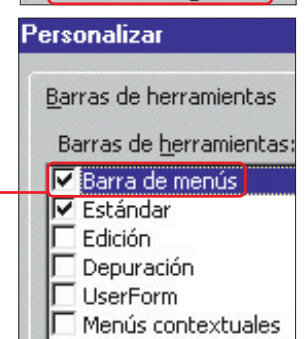 Personalizar
Barras de herramientas
Barras de herramientas:
Barra de menús
Estándar
Edición
Depuración
UserForm
Menús contextuales